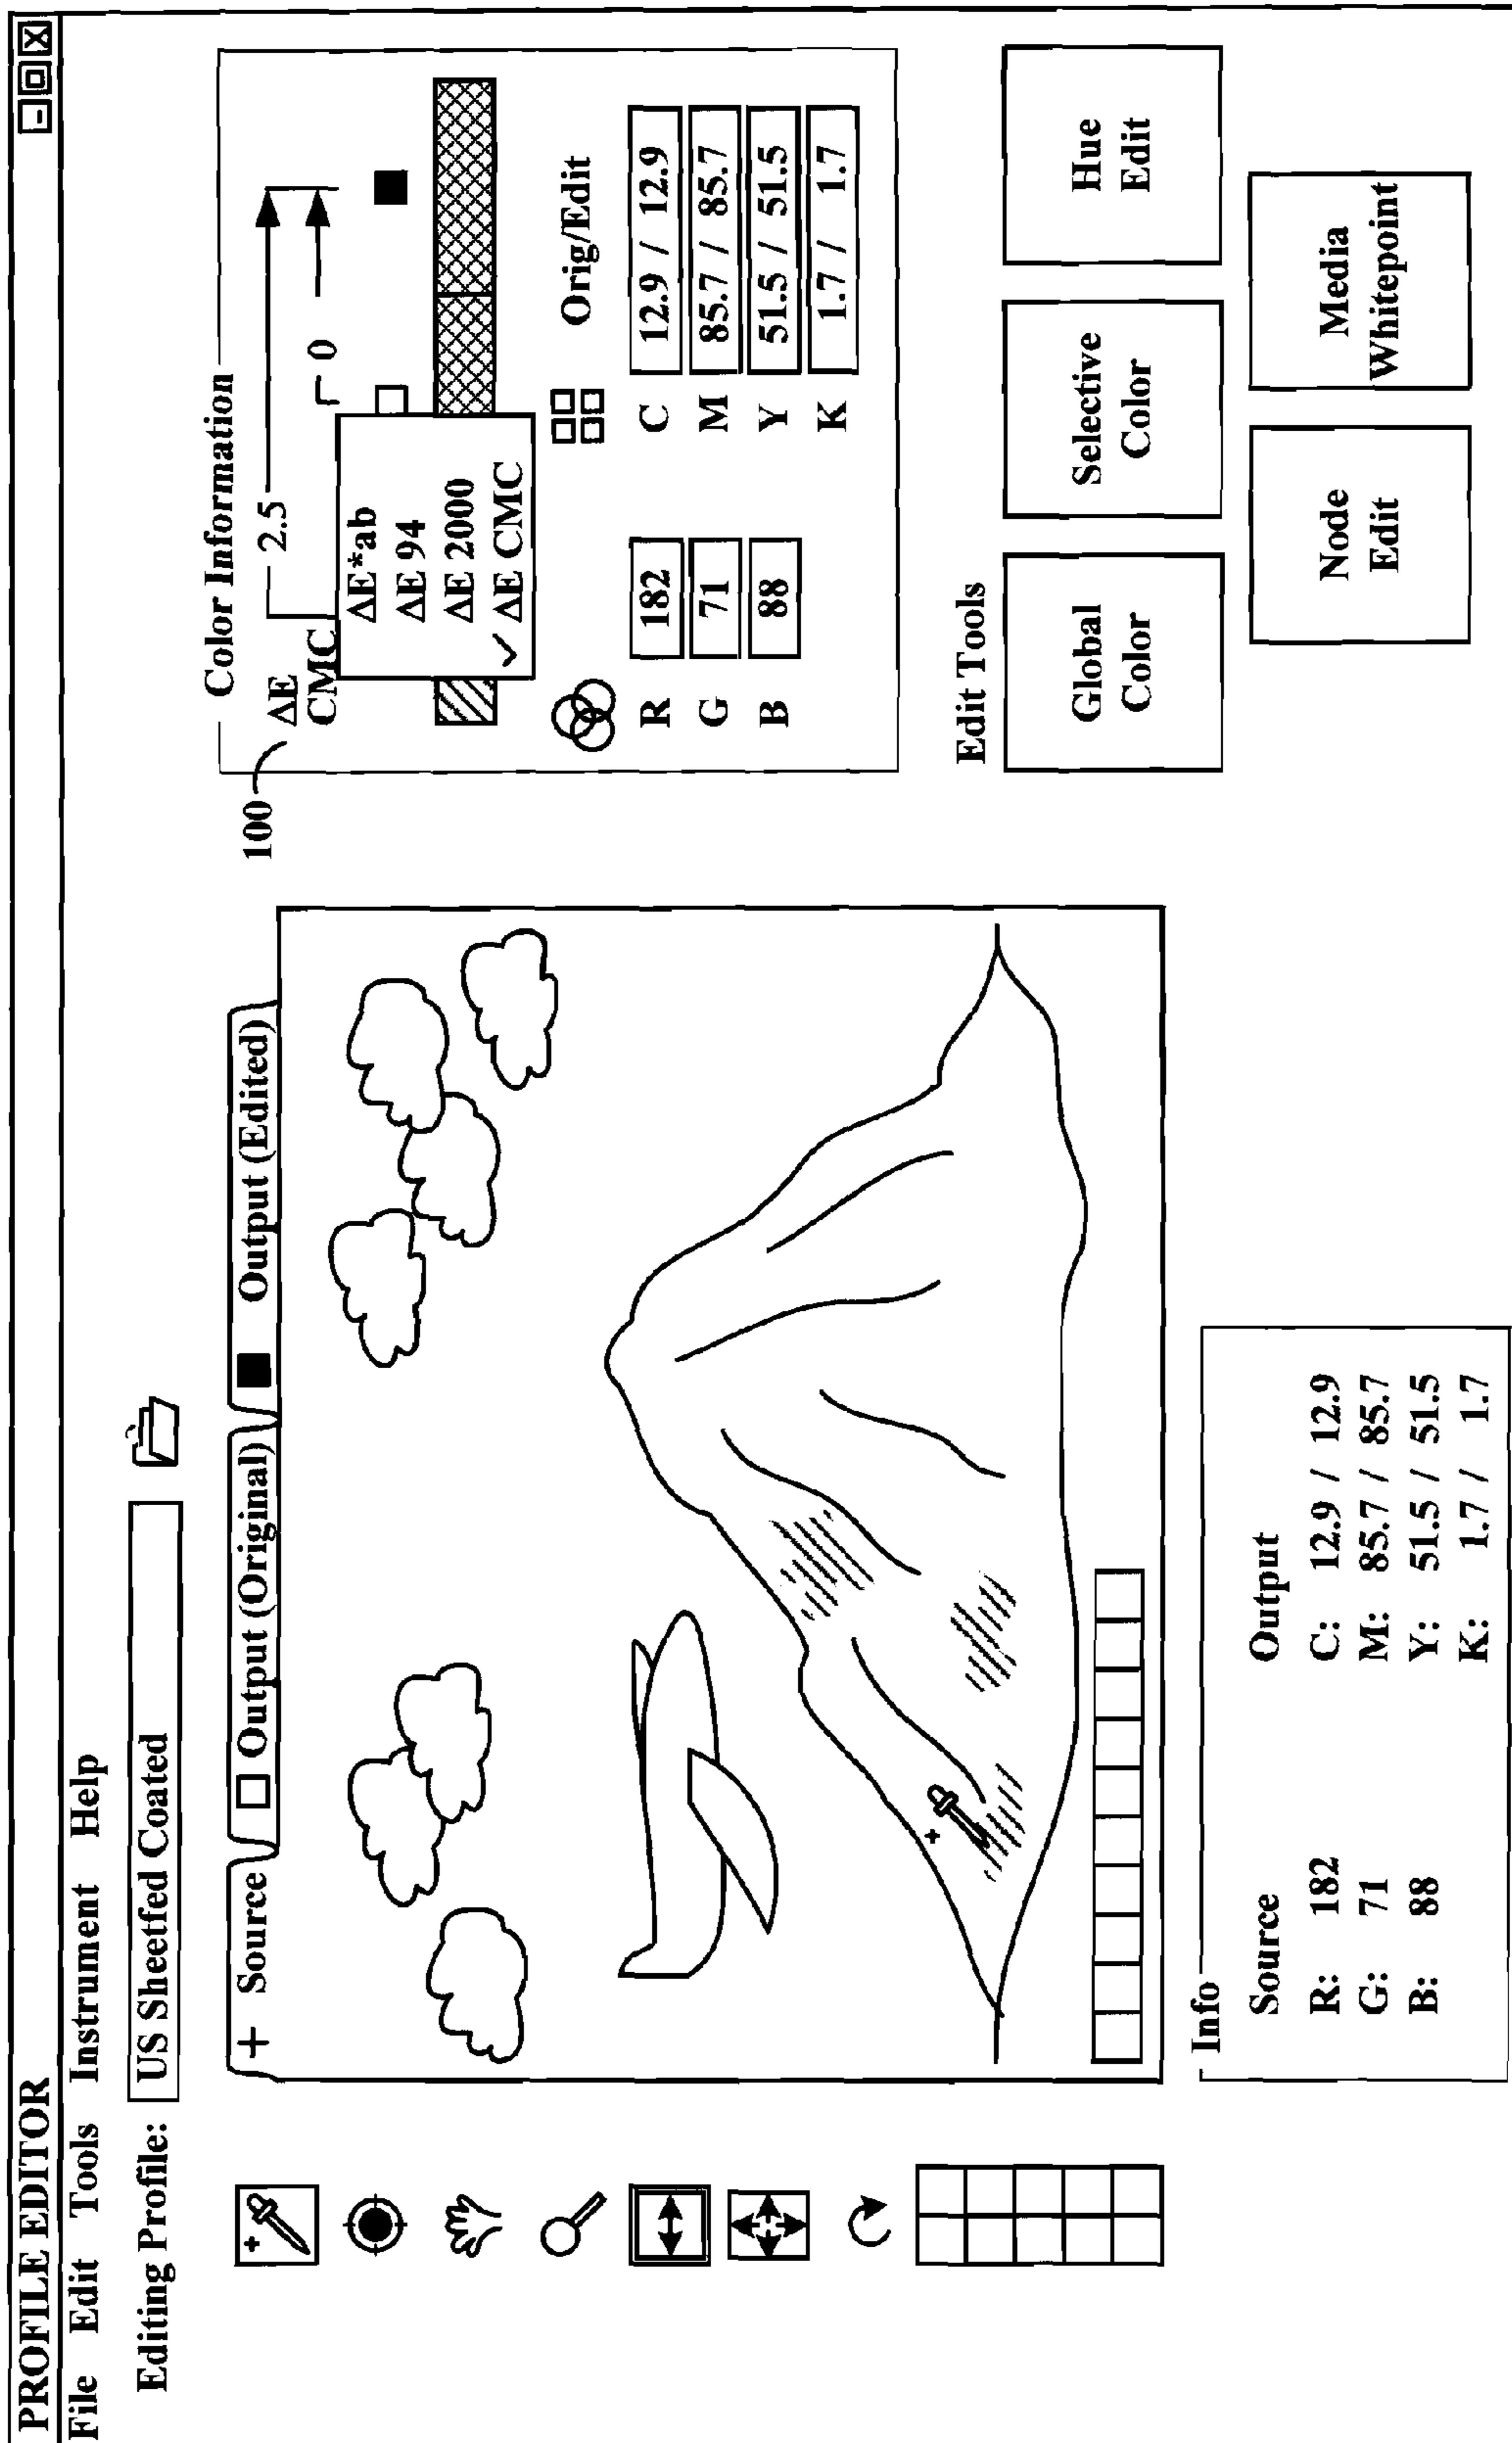 PROFILE EDITOR
File Edit Tools Instrument Help
Editing Profile: US Sheetfed Coated
+ Source
Output (Original)
Output (Edited)
100
Color Information
ΔE
CMC
2.5
0
ΔE*ab
ΔE 94
ΔE 2000
✓ ΔE CMC
Orig/Edit
R 182
G 71
B 88
C 12.9 / 12.9
M 85.7 / 85.7
Y 51.5 / 51.5
K 1.7 / 1.7
Edit Tools
Global
Color
Selective
Color
Hue
Edit
Node
Edit
Media
Whitepoint
Info
Source
R: 182
G: 71
B: 88
Output
C: 12.9 / 12.9
M: 85.7 / 85.7
Y: 51.5 / 51.5
K: 1.7 / 1.7